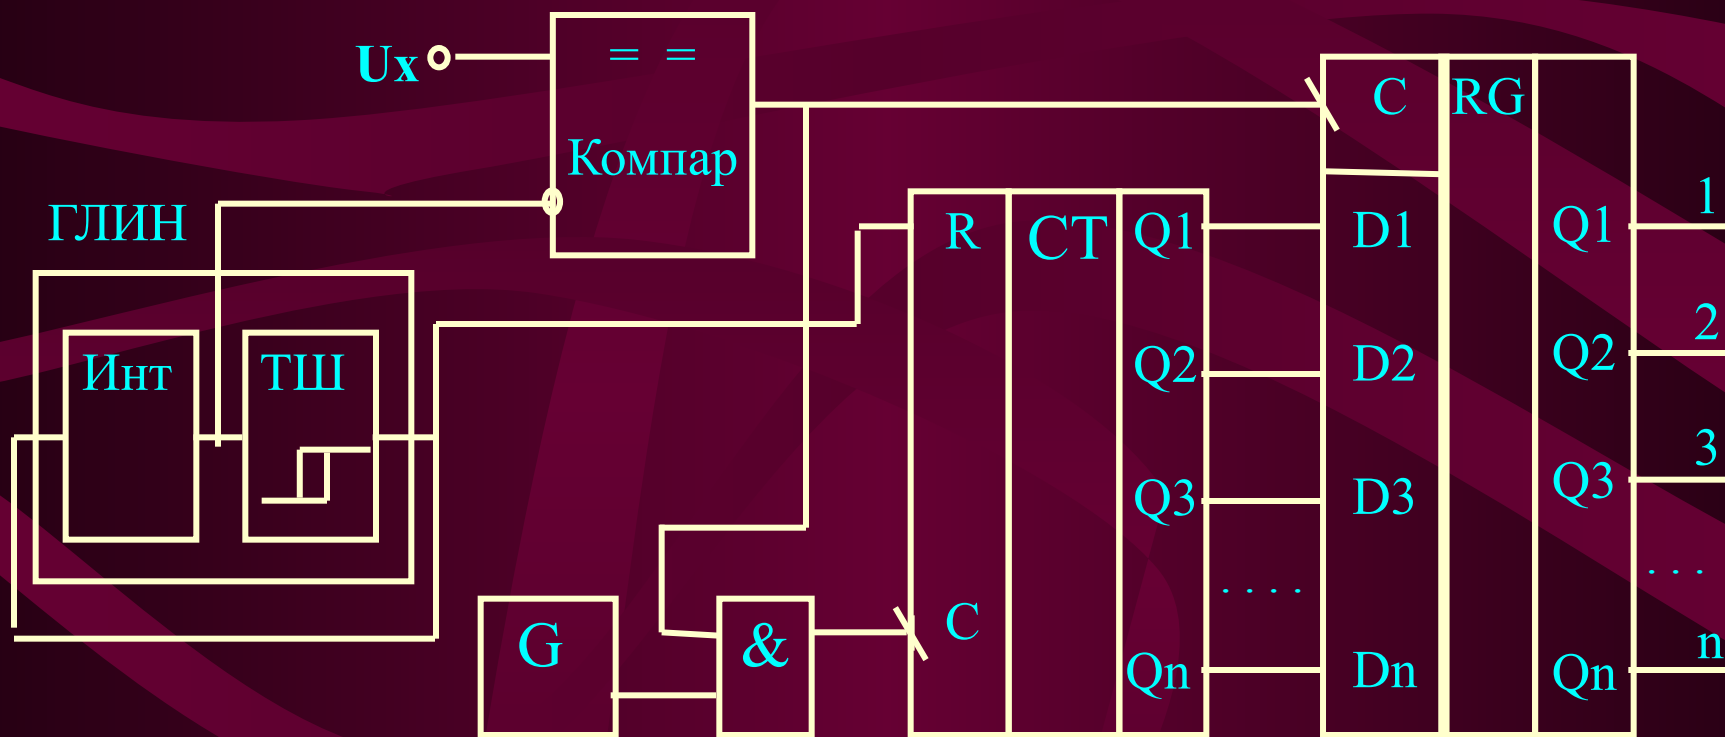 Ux
= =
Компар
ГЛИН
Инт
ТШ
G
&
R
C
CT
Q1
Q2
Q3
. . . .
Qn
C
D1
D2
D3
Dn
RG
Q1
Q2
Q3
Qn
1
2
3
. . .
n